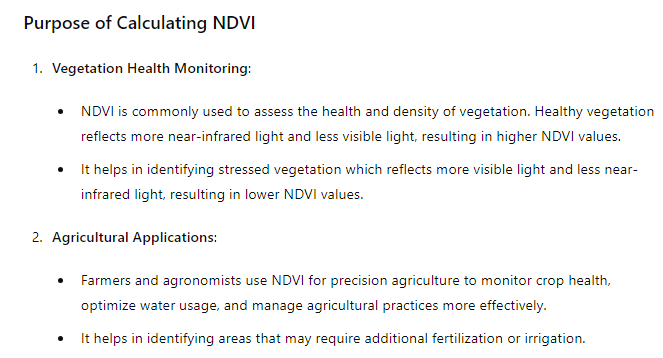 Purpose of Calculating NDVI
1. Vegetation Health Monitoring:
• NDVI is commonly used to assess the health and density of vegetation. Healthy vegetation
reflects more near-infrared light and less visible light, resulting in higher NDVI values.
• It helps in identifying stressed vegetation which reflects more visible light and less near-
infrared light, resulting in lower NDVI values.
2. Agricultural Applications:
• Farmers and agronomists use NDVI for precision agriculture to monitor crop health,
optimize water usage, and manage agricultural practices more effectively.
• It helps in identifying areas that may require additional fertilization or irrigation.